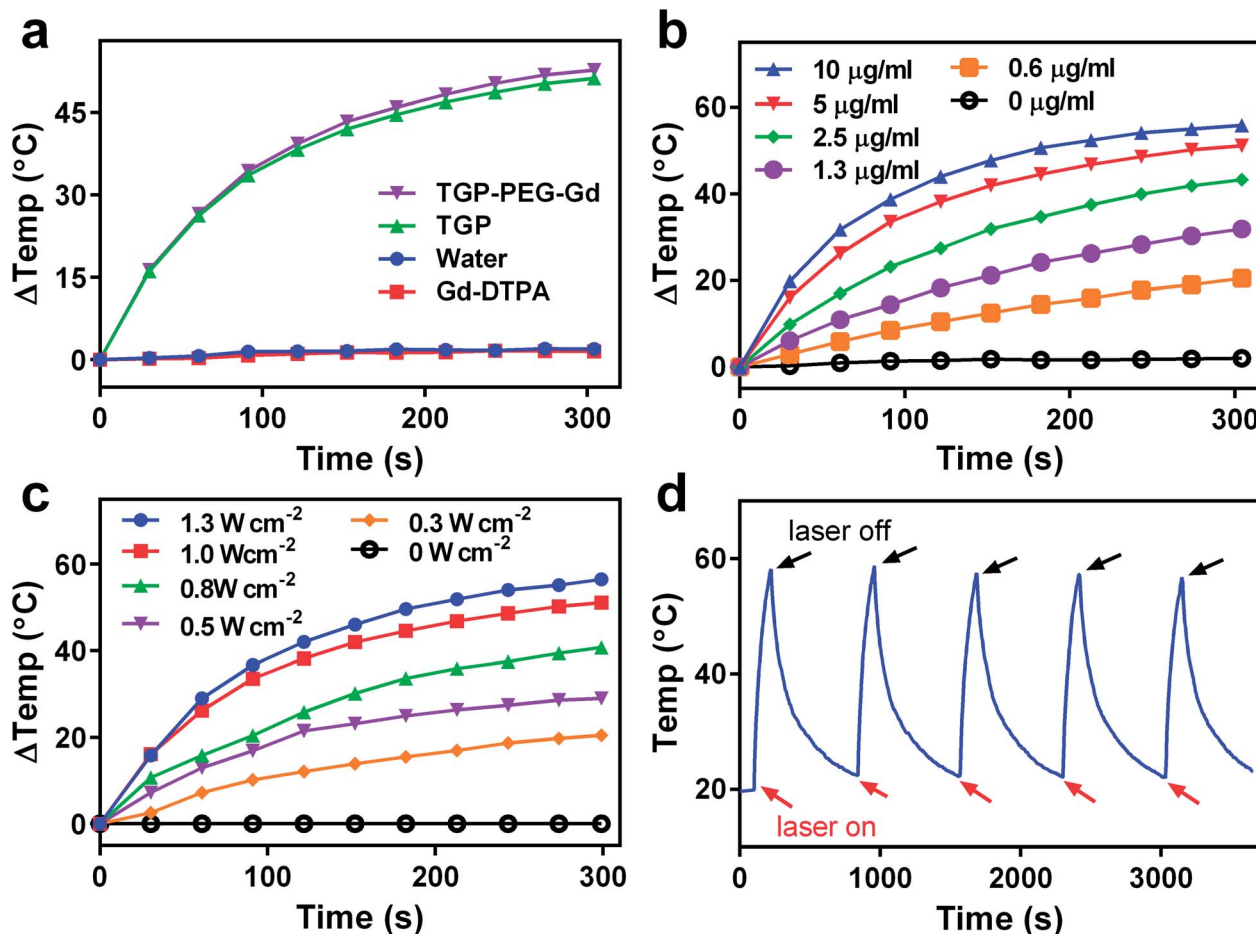 a
ΔTemp (°C)
45
30
15
0
TGP-PEG-Gd
TGP
Water
Gd-DTPA
0 100 200 300
Time (s)
b
ΔTemp (°C)
60
40
20
0
10 μg/ml 0.6 μg/ml
5 μg/ml 0 μg/ml
2.5 μg/ml
1.3 μg/ml
0 100 200 300
Time (s)
c
ΔTemp (°C)
60
40
20
0
1.3 W cm⁻² 0.3 W cm⁻²
1.0 Wcm⁻² 0 W cm⁻²
0.8W cm⁻²
0.5 W cm⁻²
0 100 200 300
Time (s)
d
Temp (°C)
60
40
20
laser off
laser on
0 1000 2000 3000
Time (s)